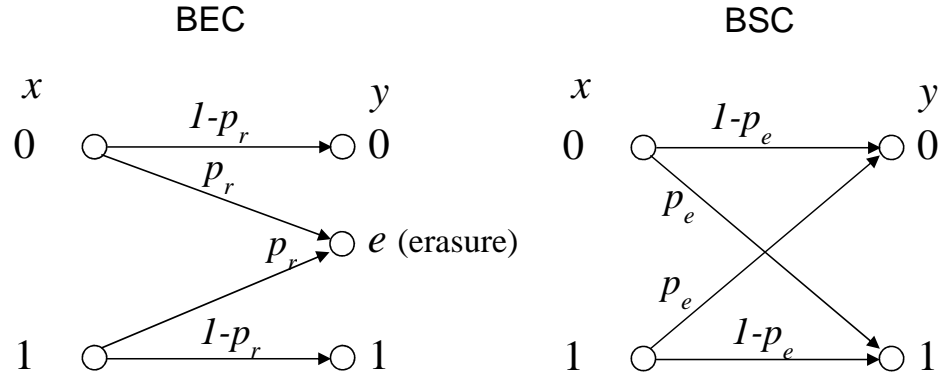 BEC
x y
0 1-p_r 0
p_r
p_r e (erasure)
1 1-p_r 1
BSC
x y
0 1-p_e 0
p_e
p_e
1 1-p_e 1